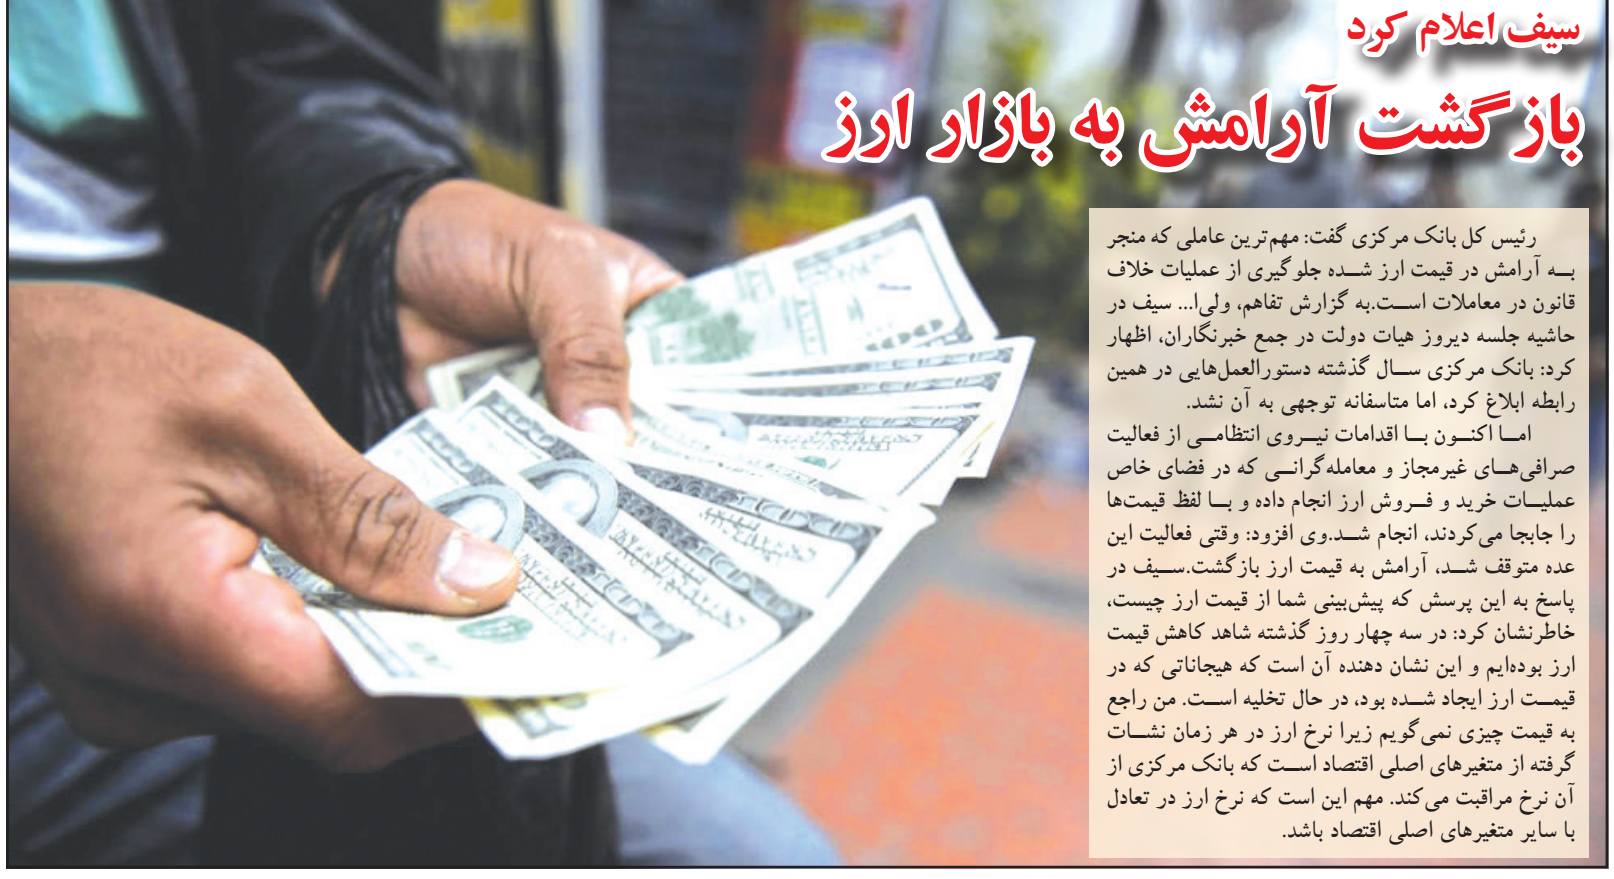 سیف اعلام کرد
بازگشت آرامش به بازار ارز
رئیس کل بانک مرکزی گفت: مهم‌ترین عاملی که منجر
به آرامش در قیمت ارز شده جلوگیری از عملیات خلاف
قانون در معاملات است.به گزارش تفاهم، ولی‌ا... سیف در
حاشیه جلسه دیروز هیات دولت در جمع خبرنگاران، اظهار
کرد: بانک مرکزی سال گذشته دستورالعمل‌هایی در همین
رابطه ابلاغ کرد، اما متاسفانه توجهی به آن نشد.
اما اکنون با اقدامات نیروی انتظامی از فعالیت
صرافی‌های غیرمجاز و معامله‌گرانی که در فضای خاص
عملیات خرید و فروش ارز انجام داده و با لفظ قیمت‌ها
را جابجا می‌کردند، انجام شد.وی افزود: وقتی فعالیت این
عده متوقف شد، آرامش به قیمت ارز بازگشت.سیف در
پاسخ به این پرسش که پیش‌بینی شما از قیمت ارز چیست،
خاطرنشان کرد: در سه چهار روز گذشته شاهد کاهش قیمت
ارز بوده‌ایم و این نشان دهنده آن است که هیجاناتی که در
قیمت ارز ایجاد شده بود، در حال تخلیه است. من راجع
به قیمت چیزی نمی‌گویم زیرا نرخ ارز در هر زمان نشات
گرفته از متغیرهای اصلی اقتصاد است که بانک مرکزی از
آن نرخ مراقبت می‌کند. مهم این است که نرخ ارز در تعادل
با سایر متغیرهای اصلی اقتصاد باشد.